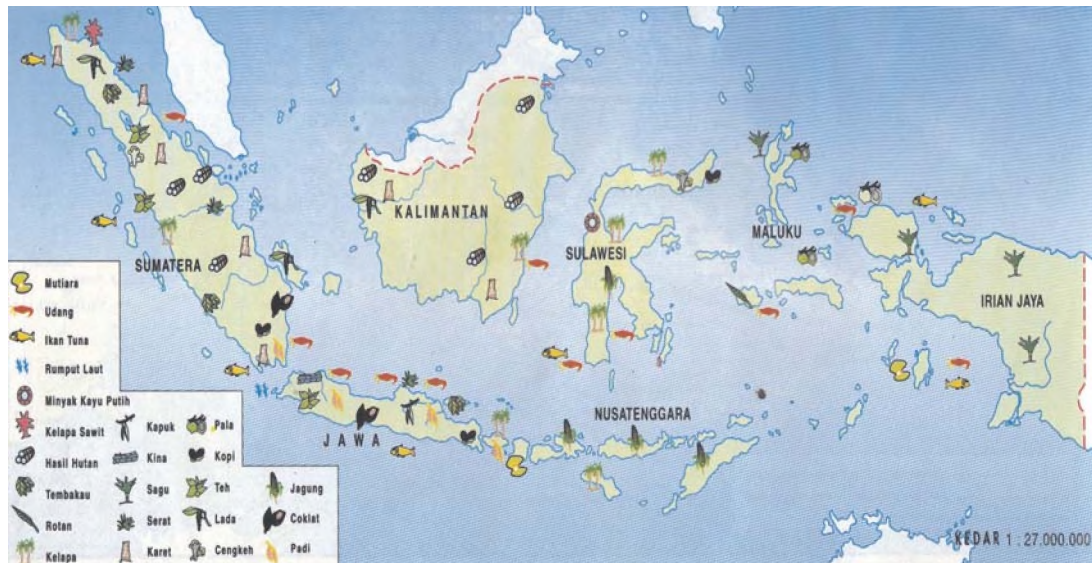 KALIMANTAN
SUMATERA
SULAWESI
MALUKU
IRIAN JAYA
NUSATENGGARA
JAWA
Mutiara
Udang
Ikan Tuna
Rumput Laut
Minyak Kayu Putih
Kelapa Sawit
Hasil Hutan
Tembakau
Rotan
Kelapa
Kapuk
Kina
Sagu
Serat
Karet
Pala
Kopi
Teh
Lada
Cengkeh
Jagung
Coklat
Padi
KEDAR 1 : 27.000.000